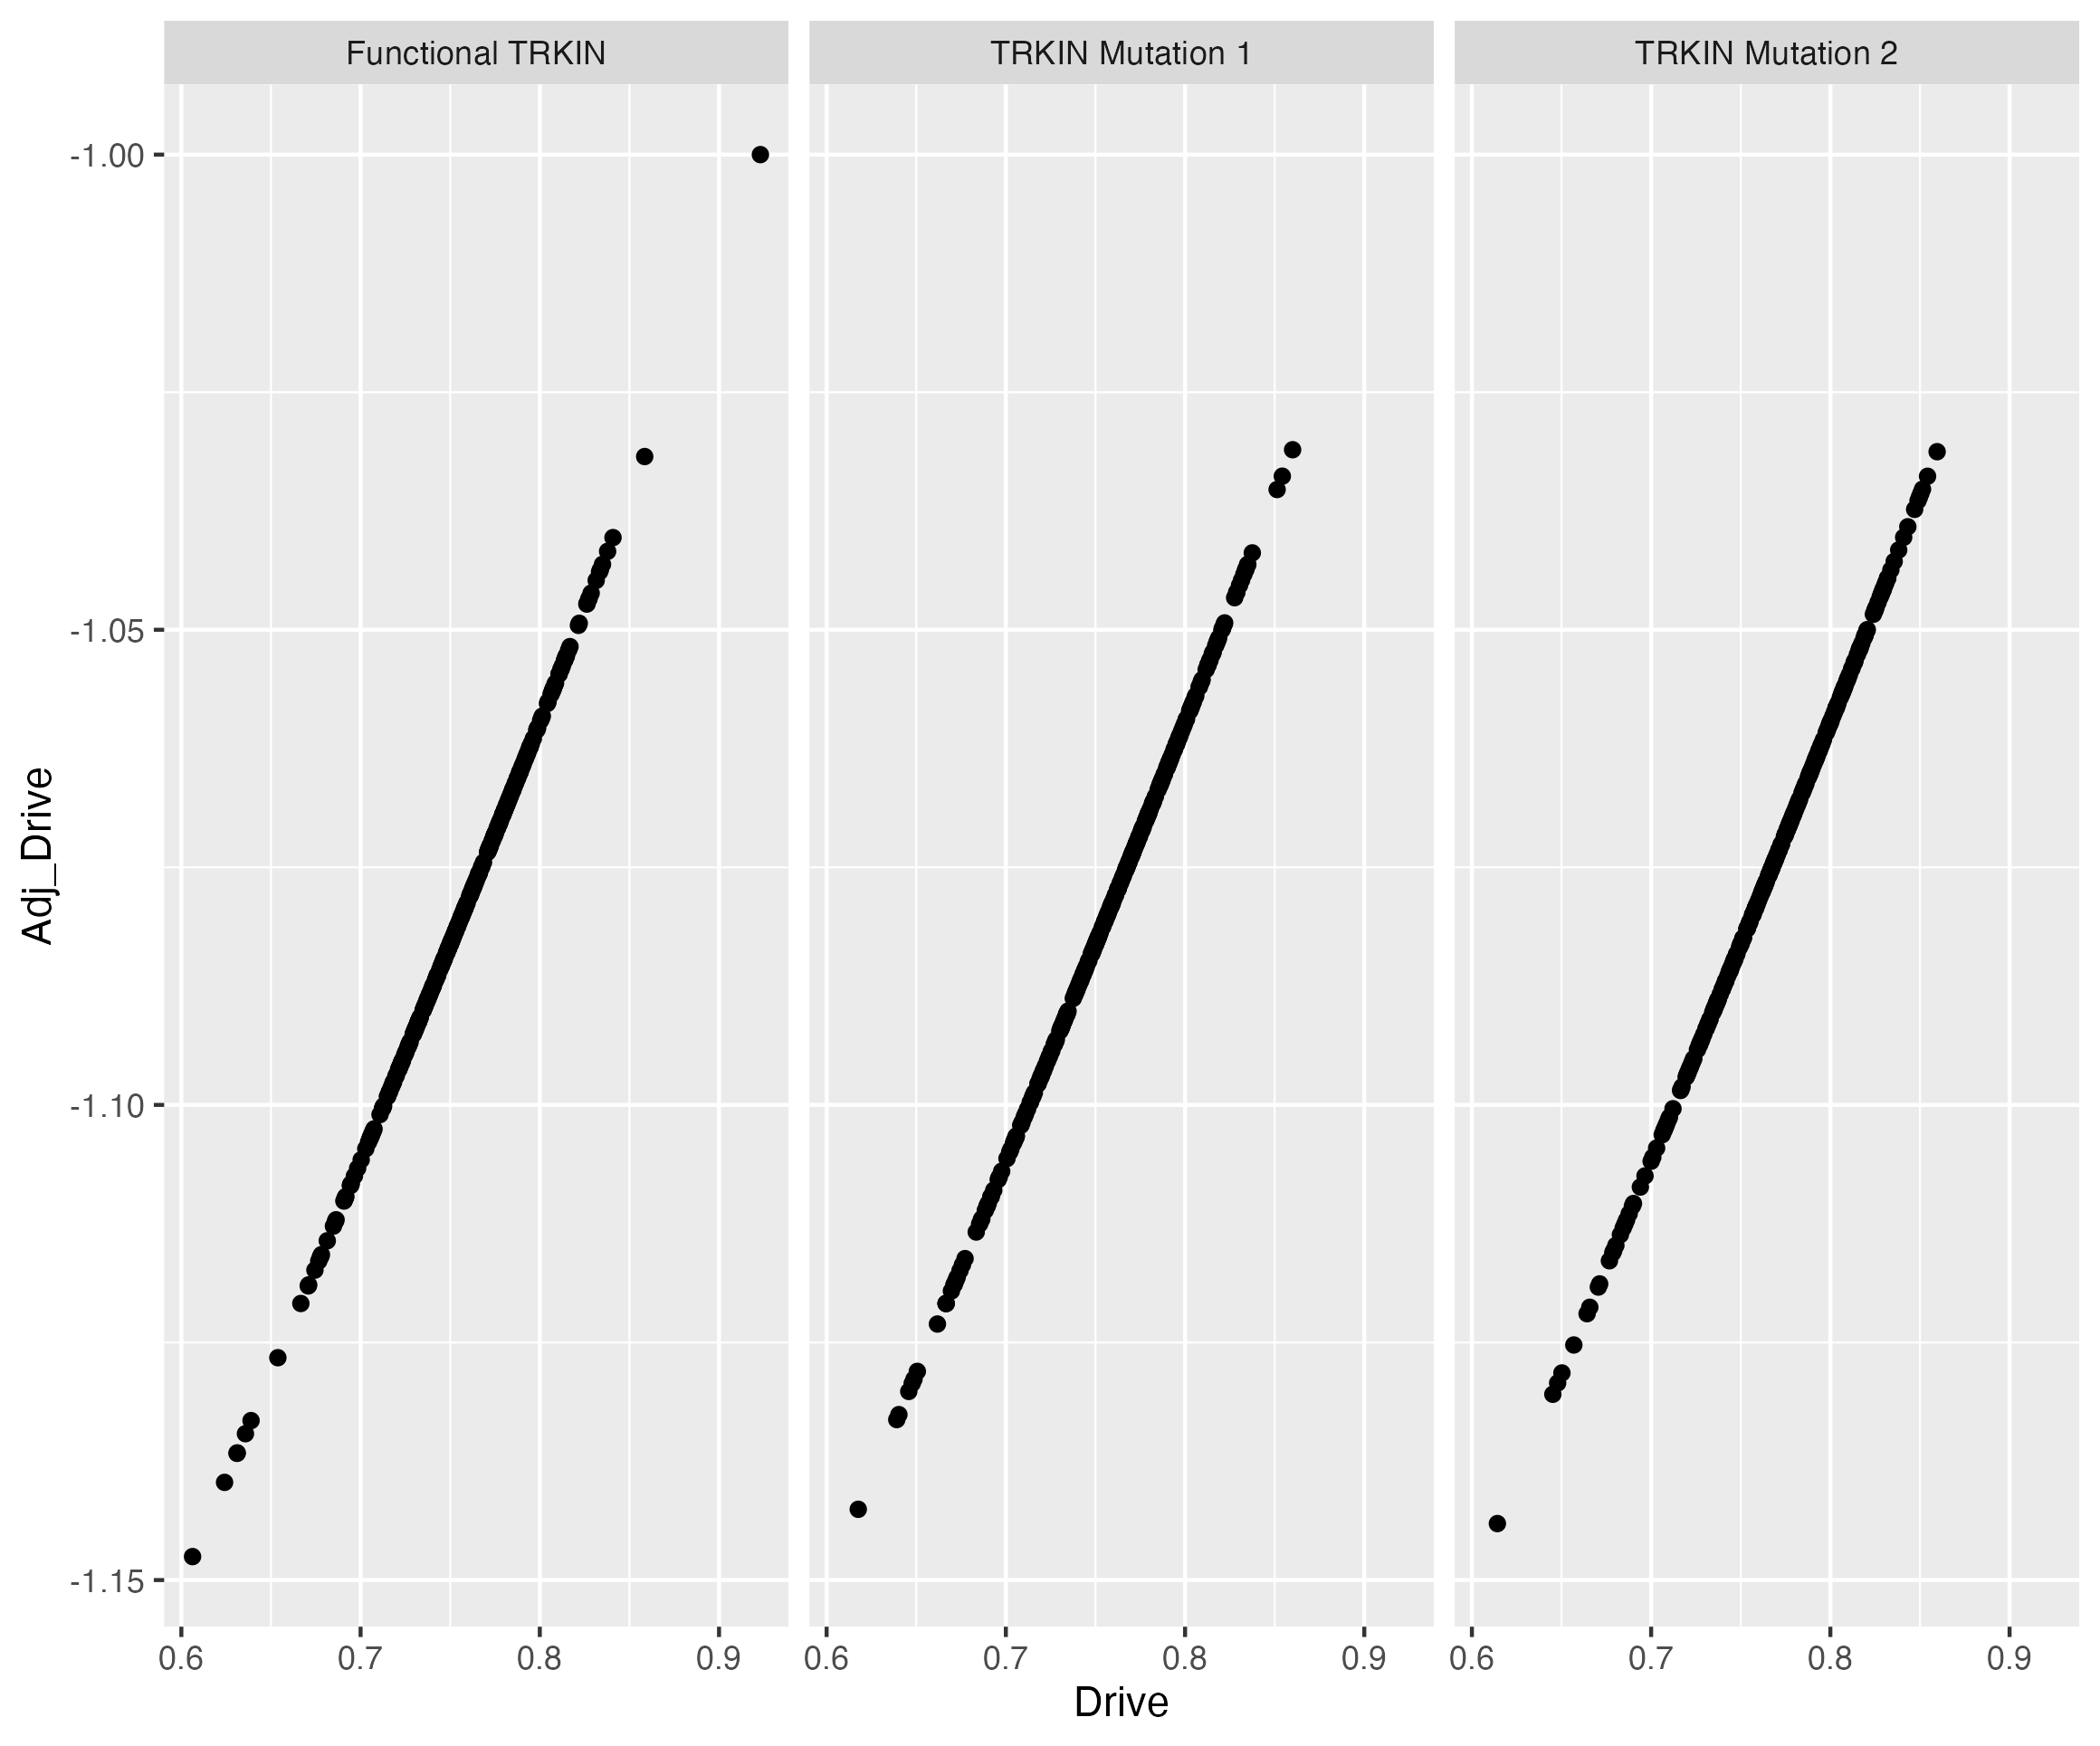 Functional TRKIN
TRKIN Mutation 1
TRKIN Mutation 2
Adj_Drive
-1.00
-1.05
-1.10
-1.15
0.6 0.7 0.8 0.9
0.6 0.7 0.8 0.9
0.6 0.7 0.8 0.9
Drive